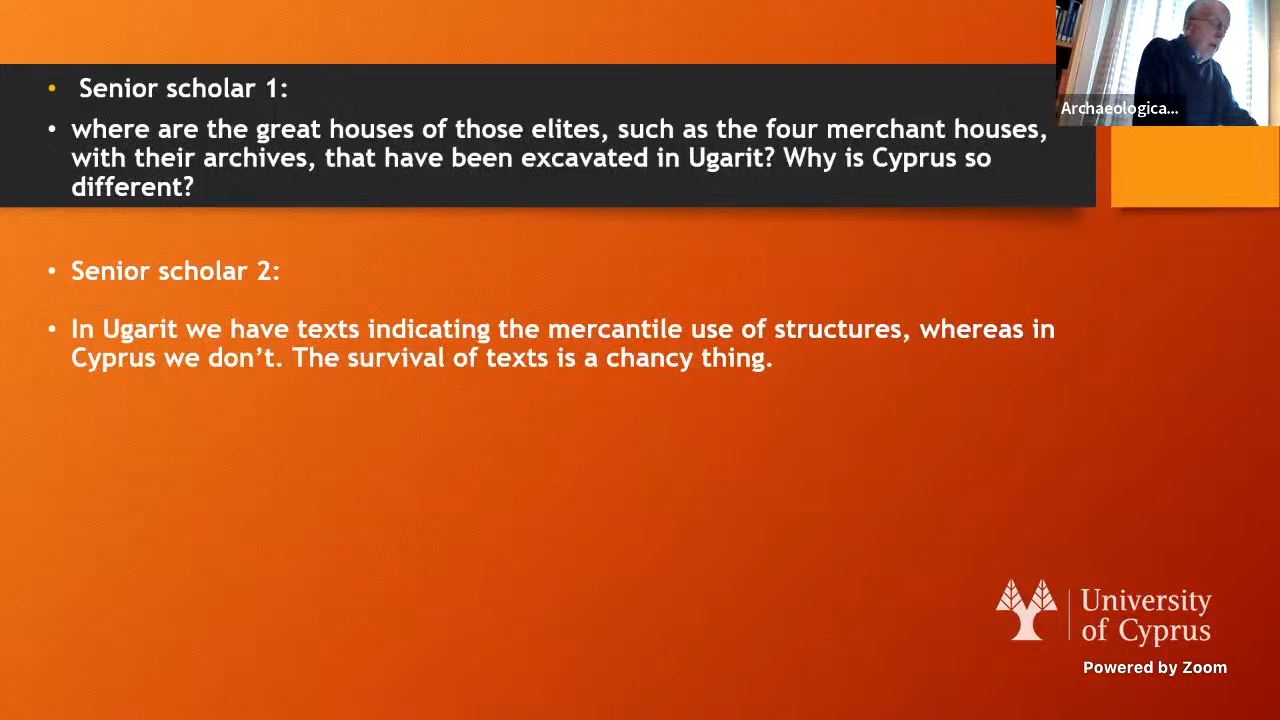 • Senior scholar 1:
• where are the great houses of those elites, such as the four merchant houses,
with their archives, that have been excavated in Ugarit? Why is Cyprus so
different?
Archaeologica...
• Senior scholar 2:
• In Ugarit we have texts indicating the mercantile use of structures, whereas in
Cyprus we don’t. The survival of texts is a chancy thing.
University
of Cyprus
Powered by Zoom